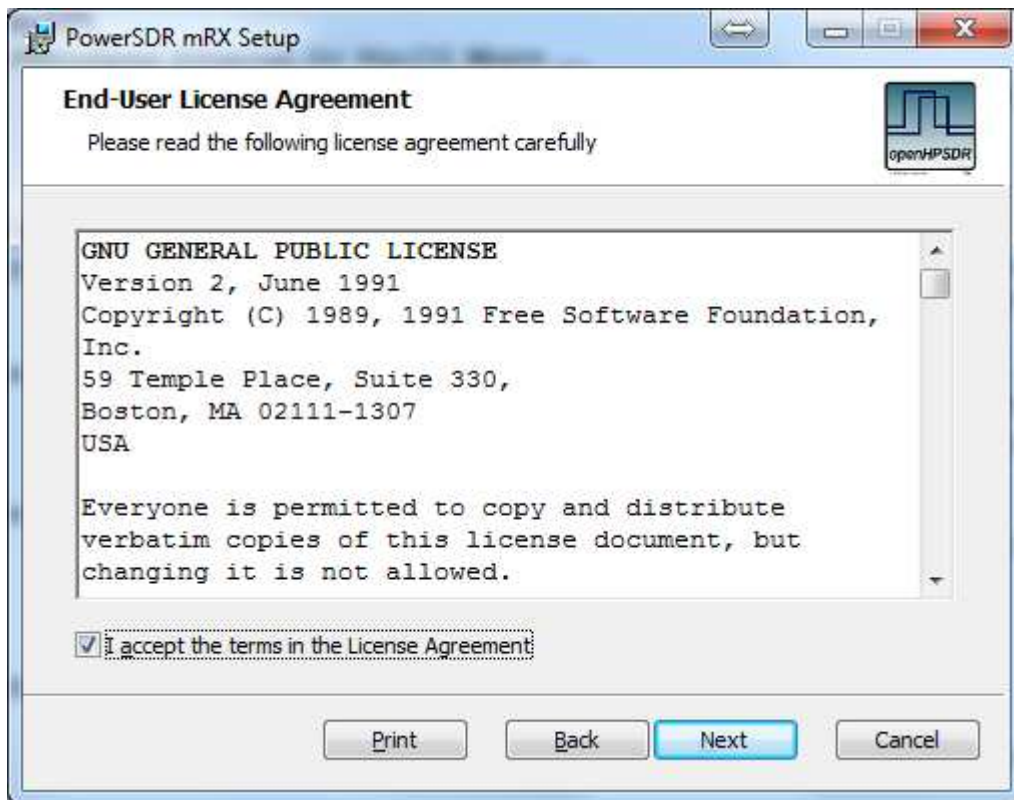 PowerSDR mRX Setup
End-User License Agreement
Please read the following license agreement carefully
openHPSDR
GNU GENERAL PUBLIC LICENSE
Version 2, June 1991
Copyright (C) 1989, 1991 Free Software Foundation,
Inc.
59 Temple Place, Suite 330,
Boston, MA 02111-1307
USA
Everyone is permitted to copy and distribute
verbatim copies of this license document, but
changing it is not allowed.
I accept the terms in the License Agreement
Print Back Next Cancel